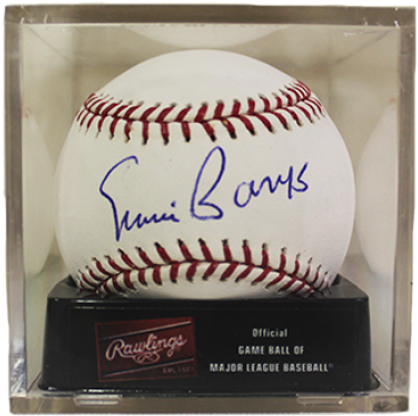 Ernie Banks
Rawlings
Official
GAME BALL OF
MAJOR LEAGUE BASEBALL®